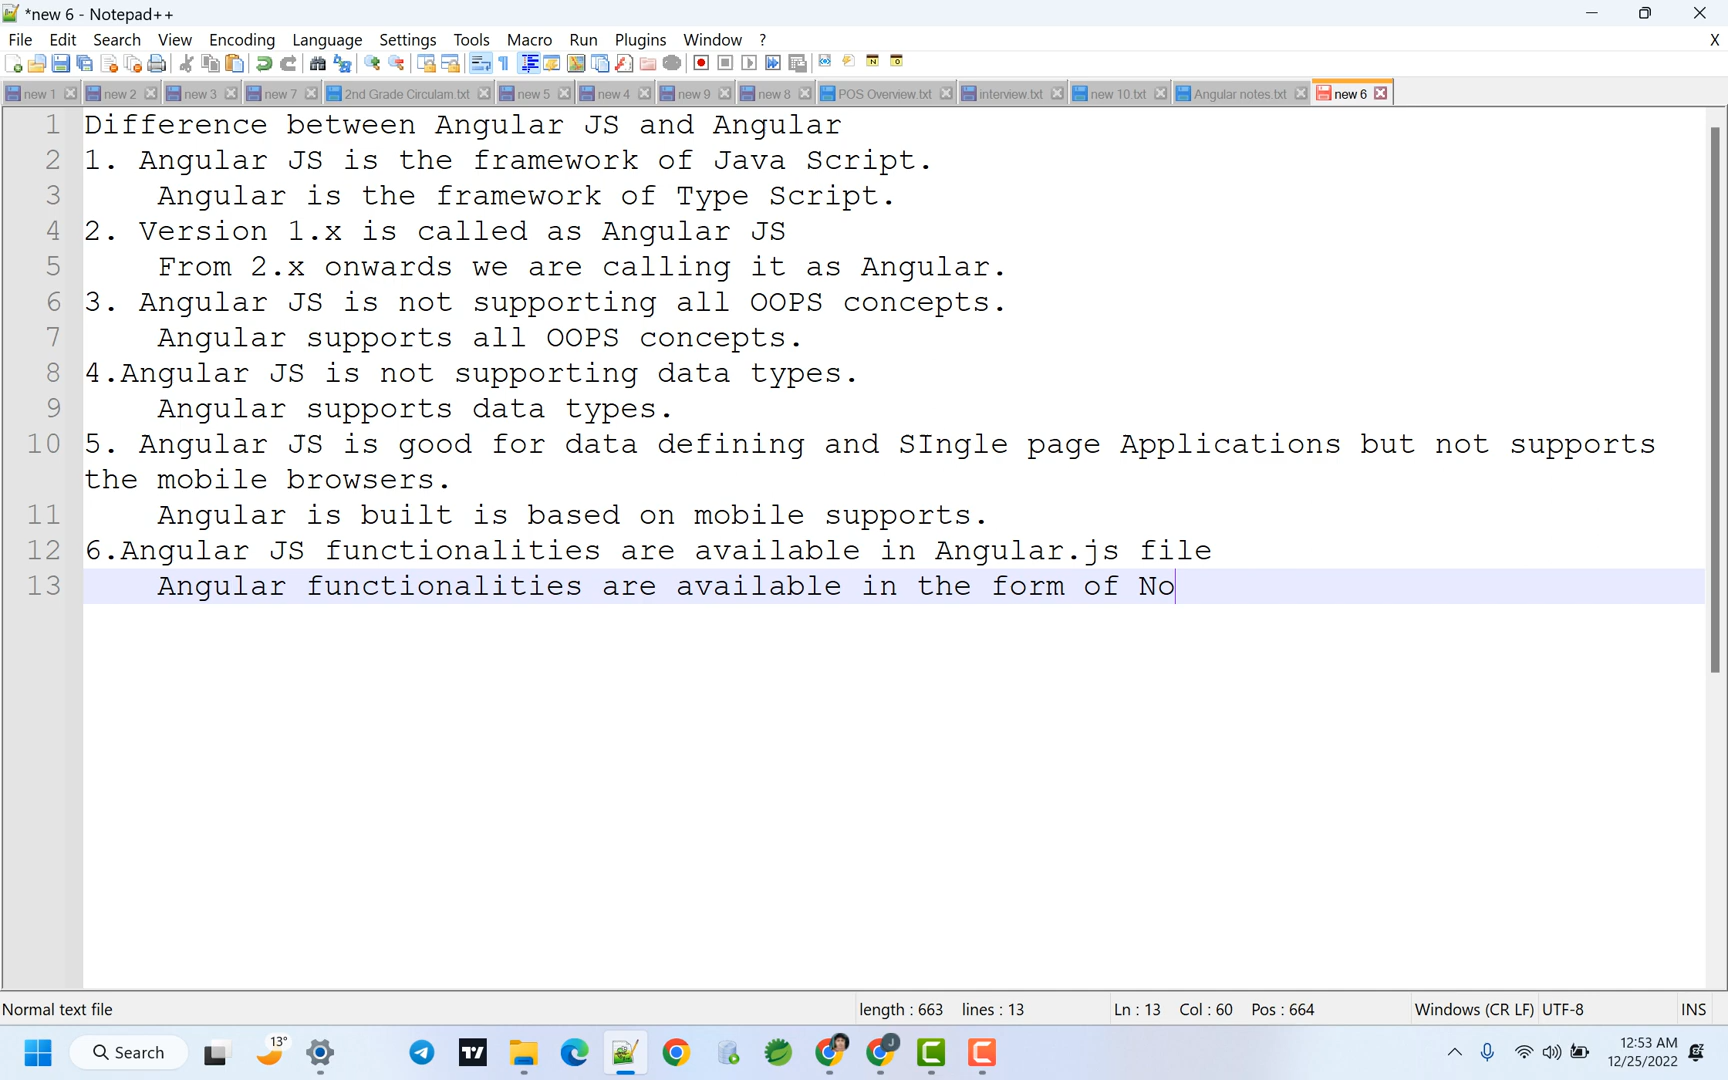 *new 6 - Notepad++
File Edit Search View Encoding Language Settings Tools Macro Run Plugins Window ? X
new 1 new 2 new 3 new 7 2nd Grade Circulam.txt new 5 new 4 new 9 new 8 POS Overview.txt interview.txt new 10.txt Angular notes.txt new 6
1 Difference between Angular JS and Angular
2 1. Angular JS is the framework of Java Script.
3 Angular is the framework of Type Script.
4 2. Version 1.x is called as Angular JS
5 From 2.x onwards we are calling it as Angular.
6 3. Angular JS is not supporting all OOPS concepts.
7 Angular supports all OOPS concepts.
8 4.Angular JS is not supporting data types.
9 Angular supports data types.
10 5. Angular JS is good for data defining and SIngle page Applications but not supports
the mobile browsers.
11 Angular is built is based on mobile supports.
12 6.Angular JS functionalities are available in Angular.js file
13 Angular functionalities are available in the form of No
Normal text file length : 663 lines : 13 Ln : 13 Col : 60 Pos : 664 Windows (CR LF) UTF-8 INS
Search 13° 12:53 AM
12/25/2022